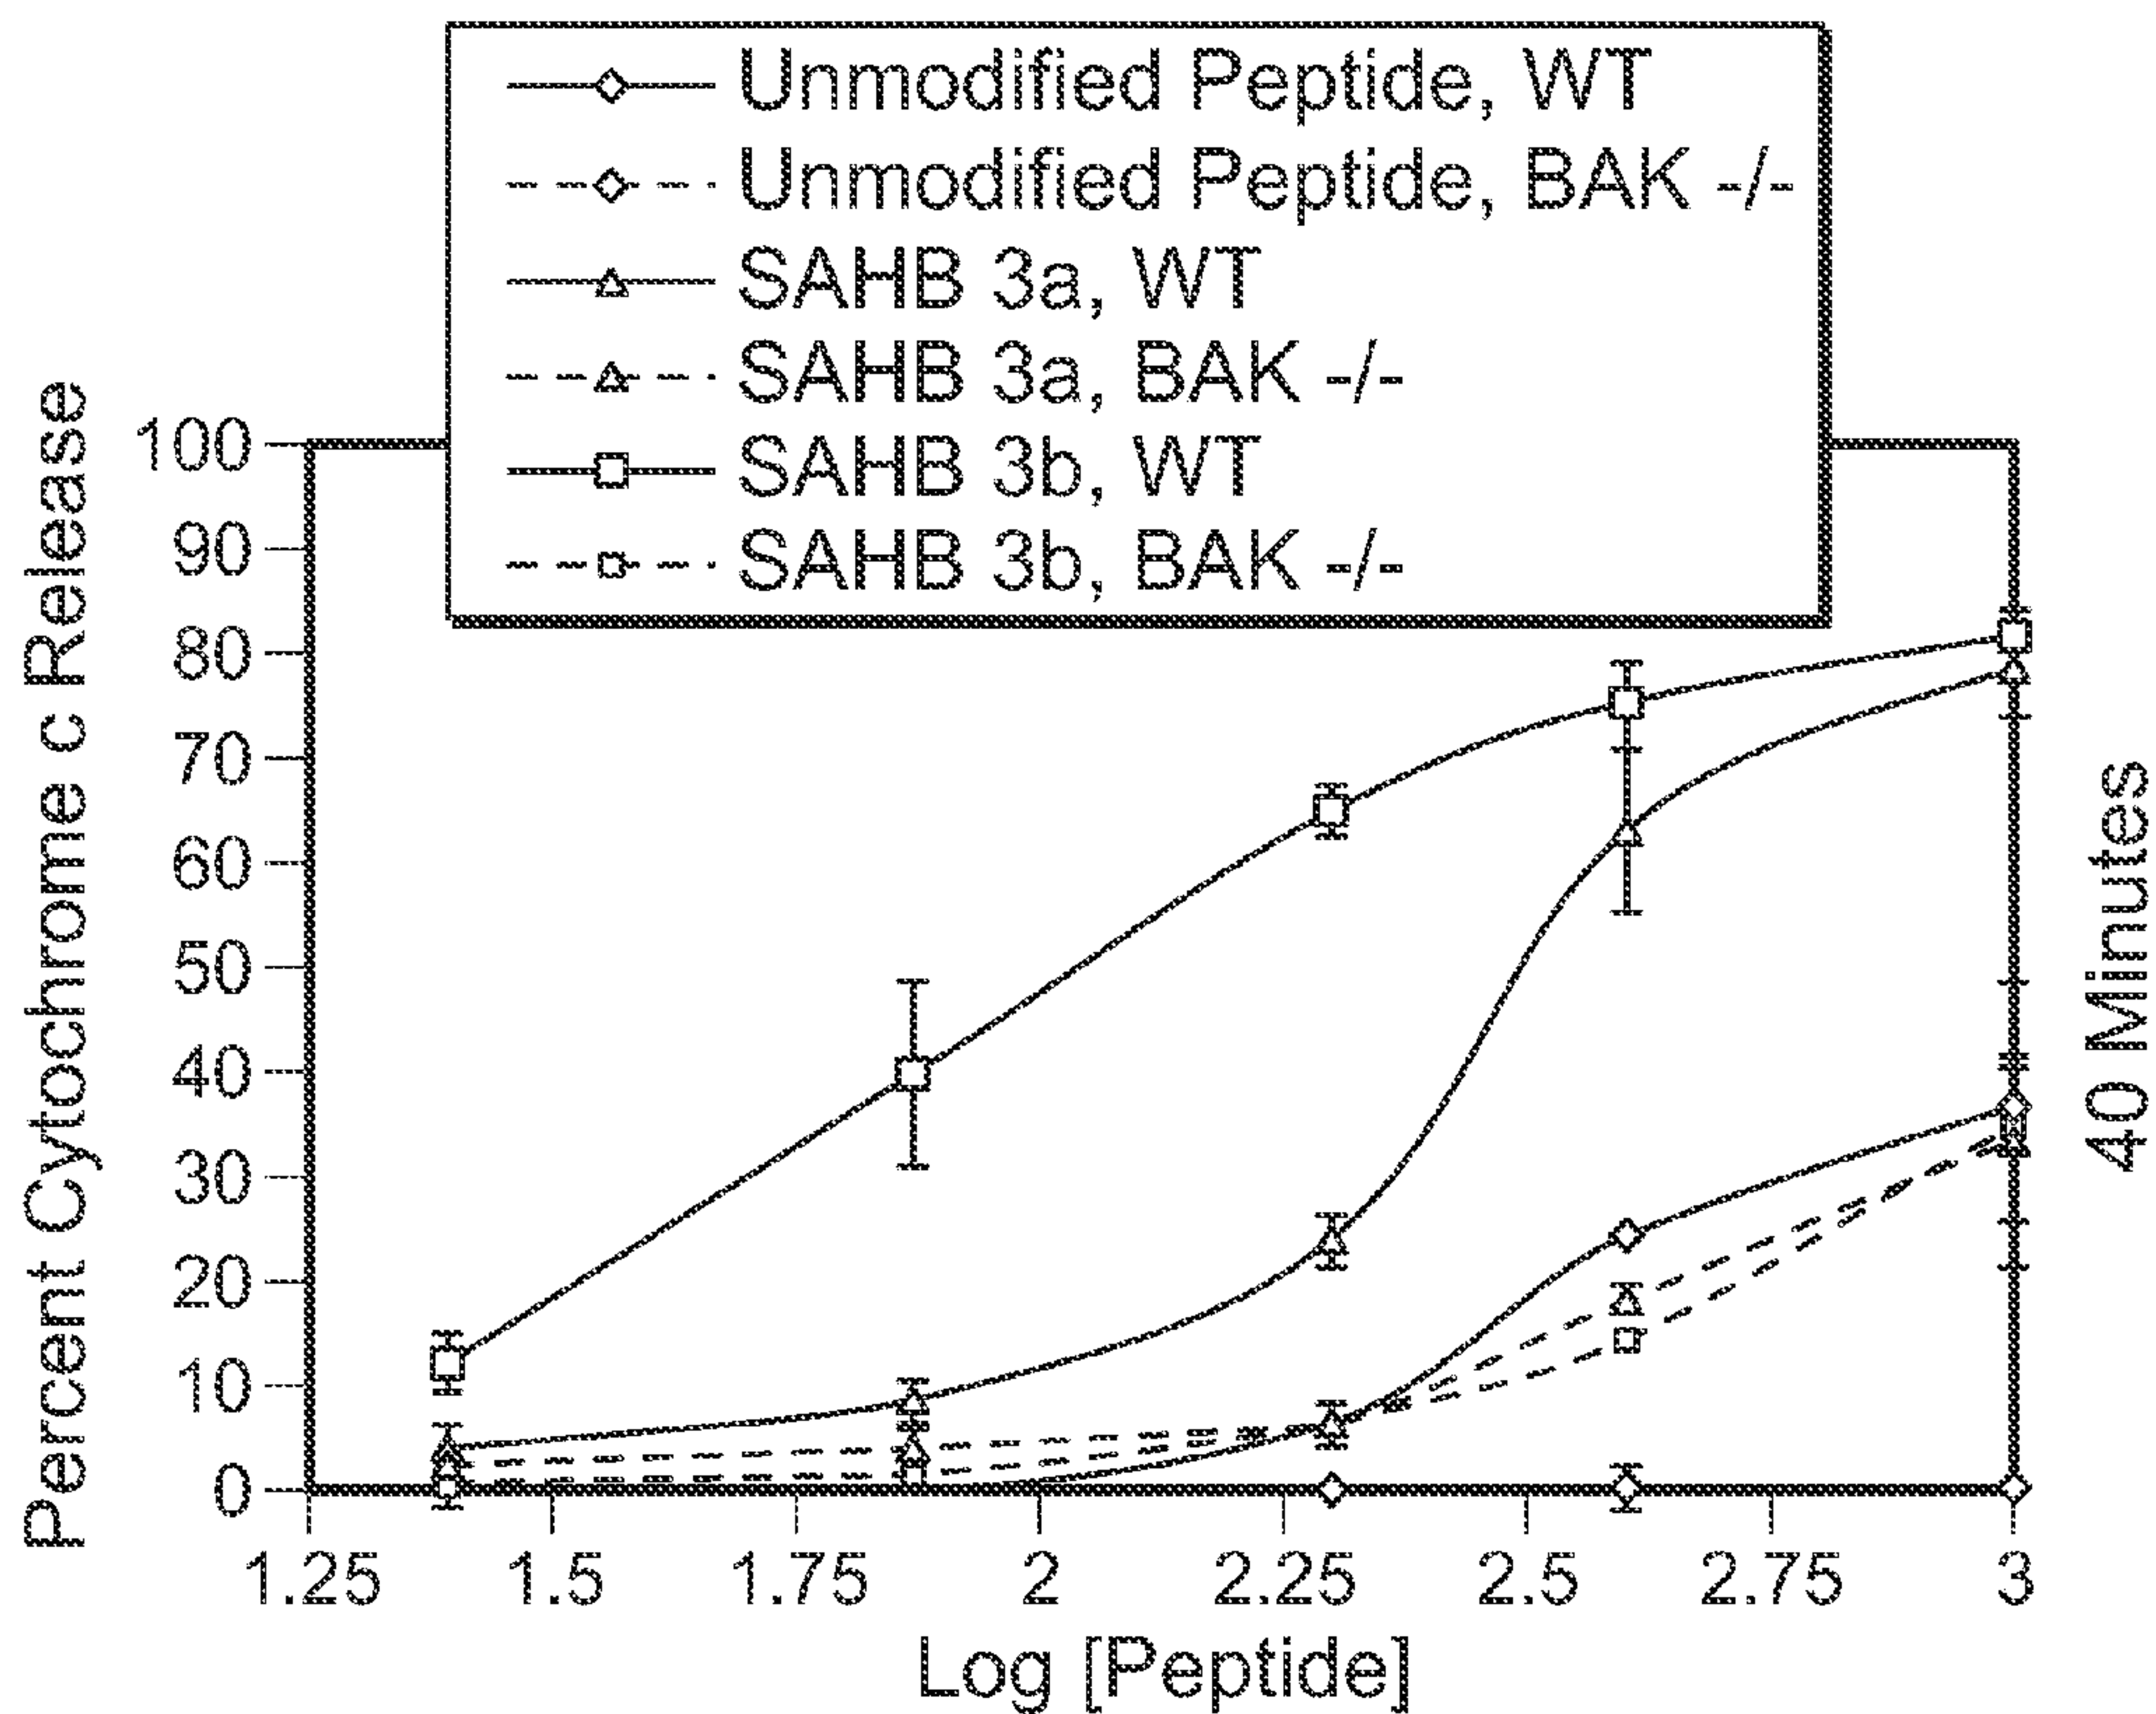 Unmodified Peptide, WT
Unmodified Peptide, BAK -/-
SAHB 3a, WT
SAHB 3a, BAK -/-
SAHB 3b, WT
SAHB 3b, BAK -/-
Percent Cytochrome c Release
100
90
80
70
60
50
40
30
20
10
0
1.25 1.5 1.75 2 2.25 2.5 2.75 3
Log [Peptide]
40 Minutes